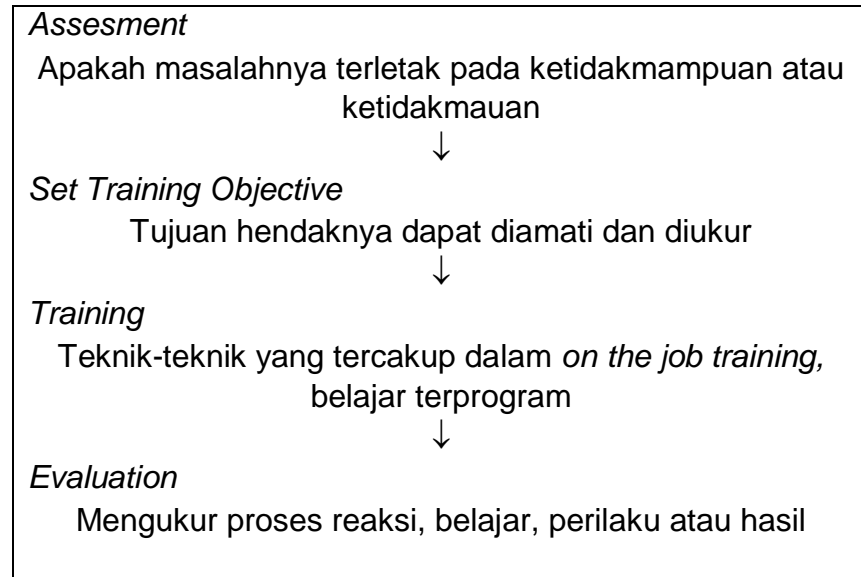 Assesment
Apakah masalahnya terletak pada ketidakmampuan atau
ketidakmauan
↓
Set Training Objective
Tujuan hendaknya dapat diamati dan diukur
↓
Training
Teknik-teknik yang tercakup dalam on the job training,
belajar terprogram
↓
Evaluation
Mengukur proses reaksi, belajar, perilaku atau hasil